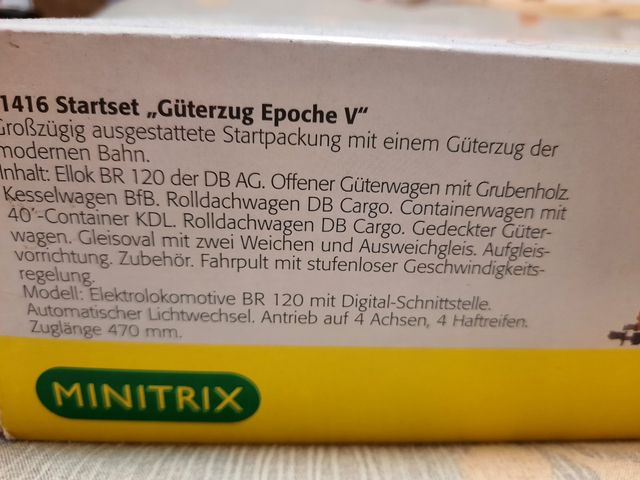 1416 Startset „Güterzug Epoche V“
Großzügig ausgestattete Startpackung mit einem Güterzug der
modernen Bahn.
Inhalt: Ellok BR 120 der DB AG. Offener Güterwagen mit Grubenholz.
Kesselwagen BfB. Rolldachwagen DB Cargo. Containerwagen mit
40'-Container KDL. Rolldachwagen DB Cargo. Gedeckter Güter-
wagen. Gleisoval mit zwei Weichen und Ausweichgleis. Aufgleis-
vorrichtung. Zubehör. Fahrpult mit stufenloser Geschwindigkeits-
regelung.
Modell: Elektrolokomotive BR 120 mit Digital-Schnittstelle.
Automatischer Lichtwechsel. Antrieb auf 4 Achsen, 4 Haftreifen.
Zuglänge 470 mm.
MINITRIX